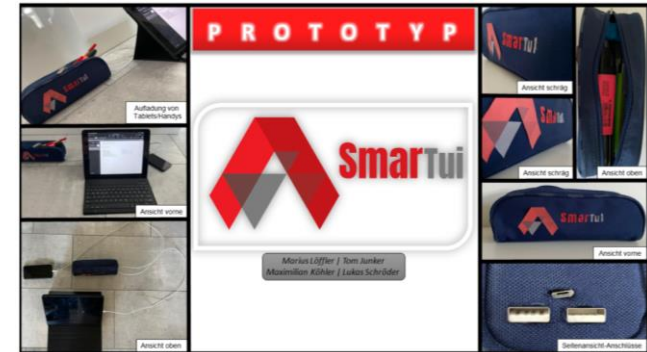 PROTOTYP
SmarTui
Marius Löffler | Tom Junker
Maximilian Köhler | Lukas Schröder
Aufladung von
Tablets/Handys
Ansicht vorne
Ansicht oben
SmarTui
Ansicht schräg
Ansicht schräg
Ansicht oben
SmarTui
Ansicht vorne
Seitenansicht-Anschlüsse